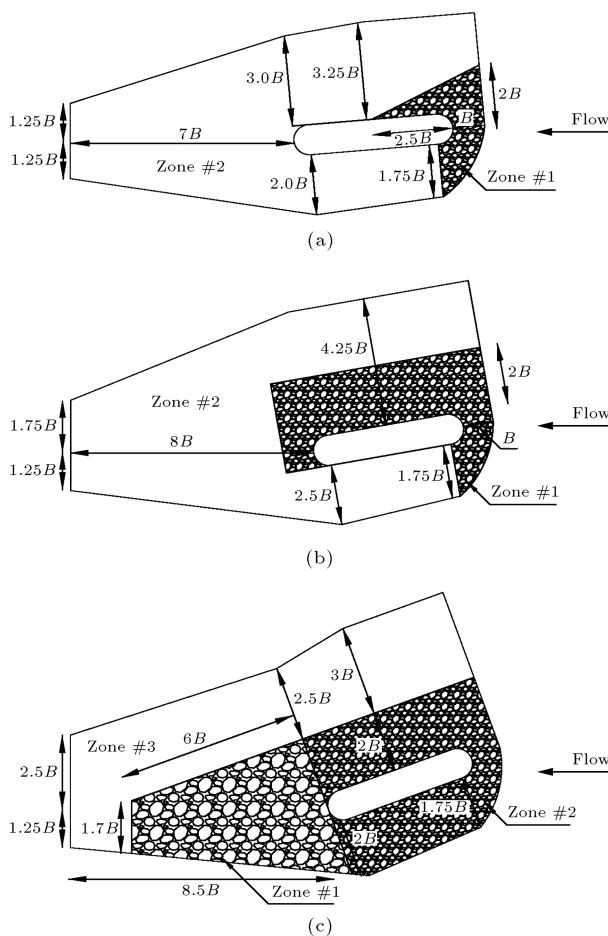 3.0B
3.25B
2B
1.25B
7B
B
Flow
2.5B
1.25B
Zone #2
1.75B
Zone #1
2.0B
(a)
4.25B
2B
Zone #2
1.75B
Flow
8B
B
1.25B
1.75B
Zone #1
2.5B
(b)
3B
2.5B
Zone #3
6B
2B
Flow
2.5B
1.75B
Zone #2
1.25B
1.7B
2B
8.5B
Zone #1
(c)